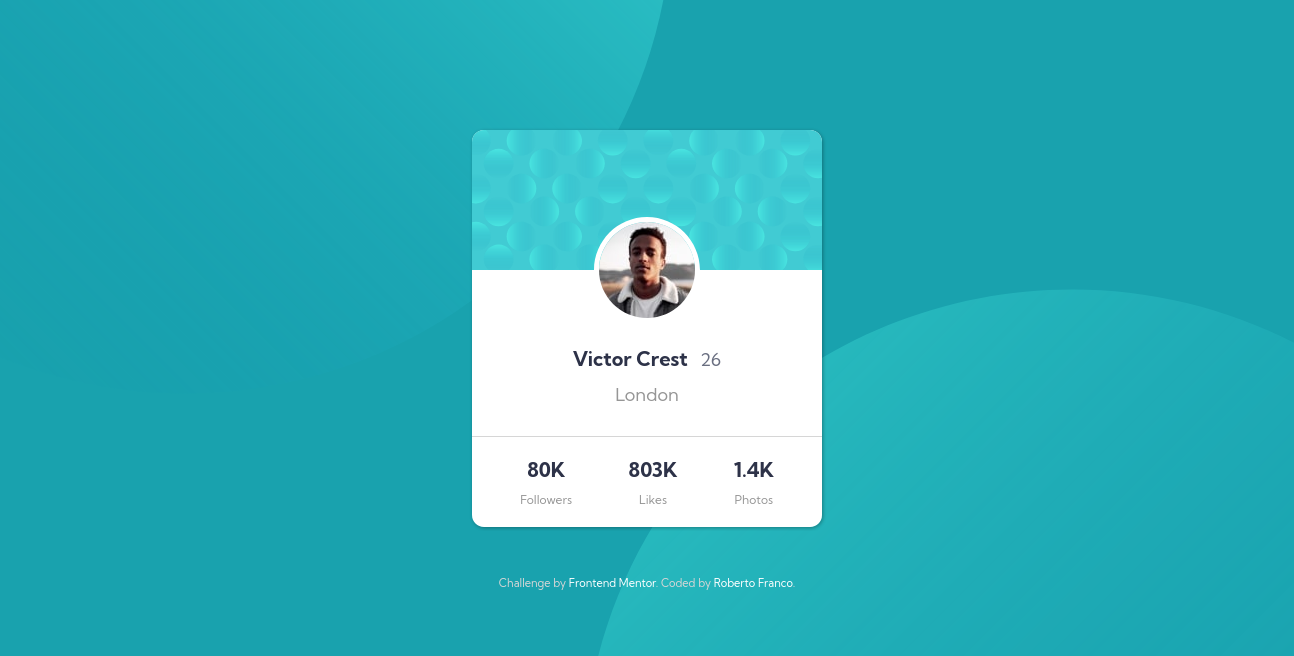 Victor Crest 26
London
80K 803K 1.4K
Followers Likes Photos
Challenge by Frontend Mentor. Coded by Roberto Franco.